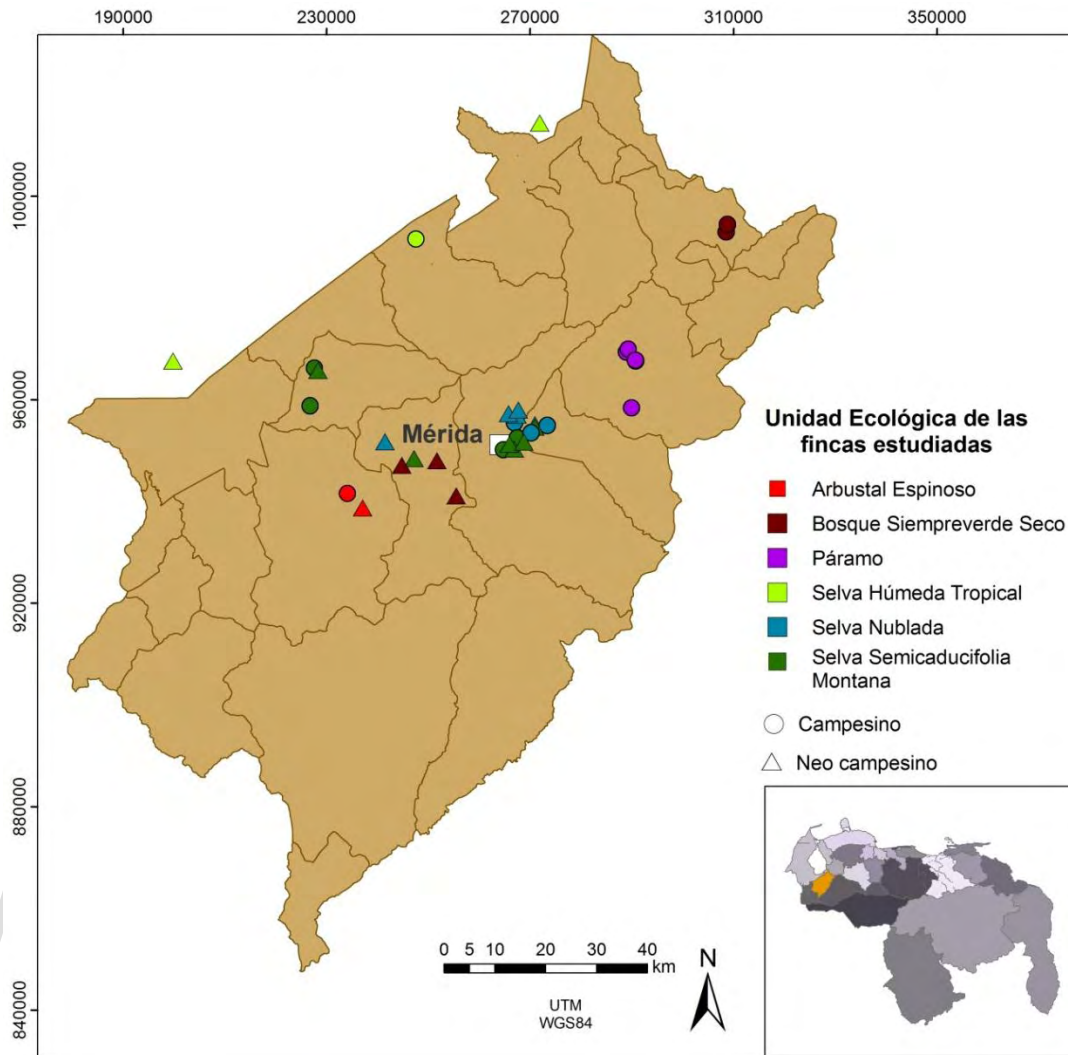 190000 230000 270000 310000 350000
1000000
960000
920000
880000
840000
Mérida
Unidad Ecológica de las
fincas estudiadas
Arbustal Espinoso
Bosque Siempreverde Seco
Páramo
Selva Húmeda Tropical
Selva Nublada
Selva Semicaducifolia
Montana
Campesino
Neo campesino
0 5 10 20 30 40
km
UTM
WGS84
N